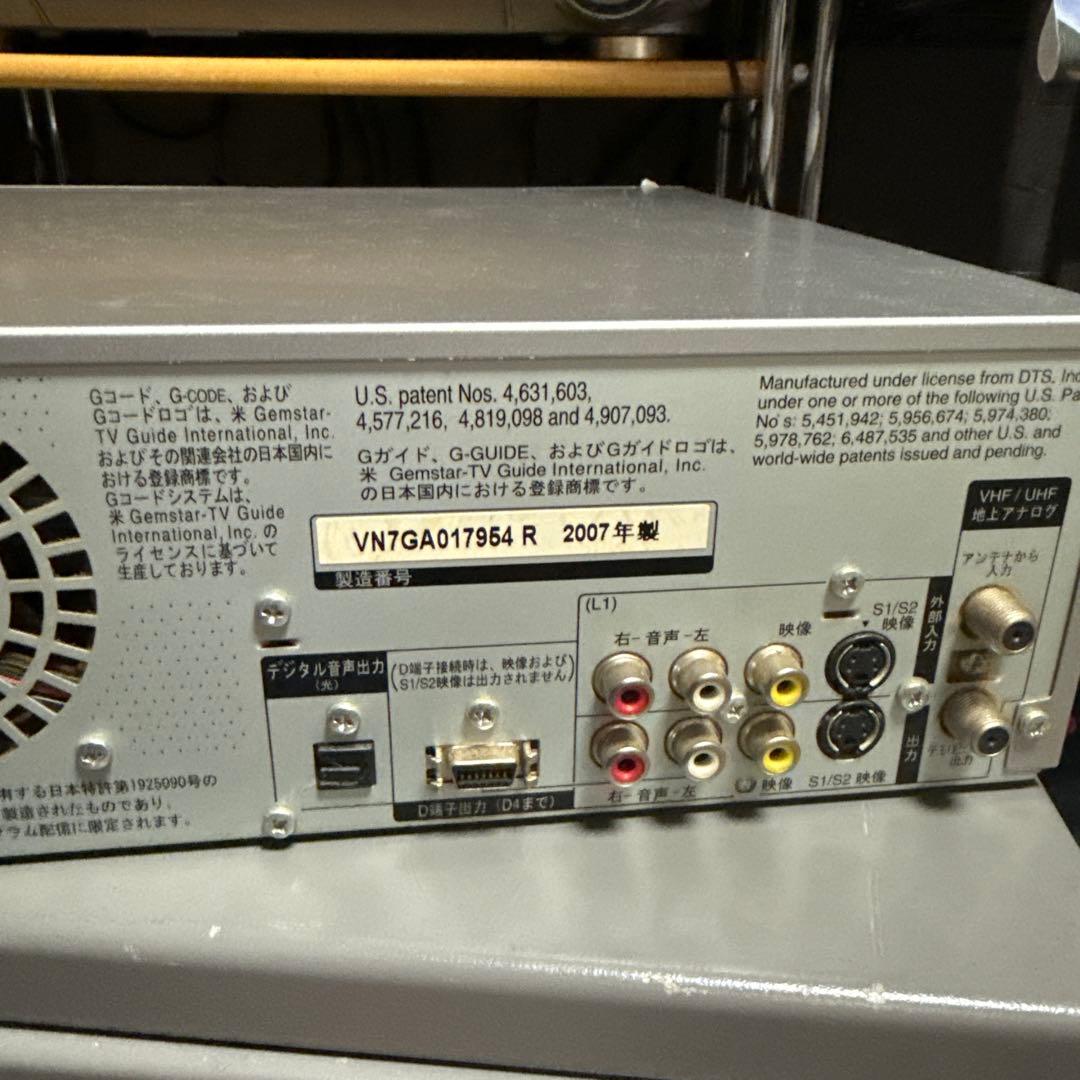 Gコード、G-CODE、および
Gコードロゴは、米 Gemstar-
TV Guide International, Inc.
およびその関連会社の日本国内に
おける登録商標です。
Gコードシステムは、
米 Gemstar-TV Guide
International, Inc. の
ライセンスに基づいて
生産しております。
U.S. patent Nos. 4,631,603,
4,577,216, 4,819,098 and 4,907,093.
Gガイド、G-GUIDE、およびGガイドロゴは、
米 Gemstar-TV Guide International, Inc.
の日本国内における登録商標です。
Manufactured under license from DTS, Inc
under one or more of the following U.S. Pa
No's: 5,451,942; 5,956,674; 5,974,380;
5,978,762; 6,487,535 and other U.S. and
world-wide patents issued and pending.
VN7GA017954 R 2007年製
製造番号
VHF / UHF
地上アナログ
アンテナから
入力
(L1)
右-音声-左
映像
S1/S2
映像
外部入力
デジタル音声出力
(光)
(D端子接続時は、映像および
S1/S2映像は出力されません)
D端子出力 (D4まで)
右-音声-左
映像
S1/S2 映像
出力
出力
有する日本特許第1925090号の
製造されたものであり、
ラム配信に限定されます。